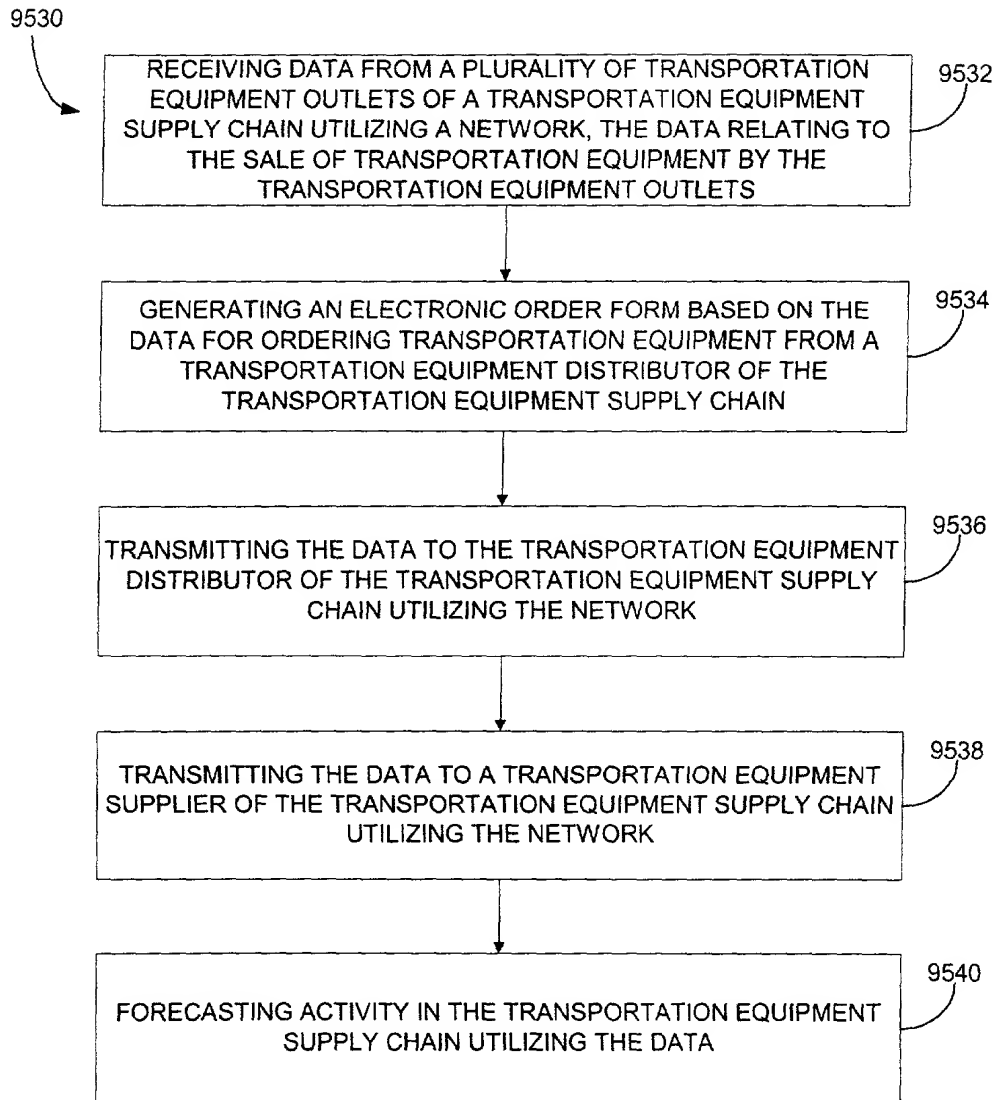 9530
RECEIVING DATA FROM A PLURALITY OF TRANSPORTATION
EQUIPMENT OUTLETS OF A TRANSPORTATION EQUIPMENT
SUPPLY CHAIN UTILIZING A NETWORK, THE DATA RELATING TO
THE SALE OF TRANSPORTATION EQUIPMENT BY THE
TRANSPORTATION EQUIPMENT OUTLETS
9532
GENERATING AN ELECTRONIC ORDER FORM BASED ON THE
DATA FOR ORDERING TRANSPORTATION EQUIPMENT FROM A
TRANSPORTATION EQUIPMENT DISTRIBUTOR OF THE
TRANSPORTATION EQUIPMENT SUPPLY CHAIN
9534
TRANSMITTING THE DATA TO THE TRANSPORTATION EQUIPMENT
DISTRIBUTOR OF THE TRANSPORTATION EQUIPMENT SUPPLY
CHAIN UTILIZING THE NETWORK
9536
TRANSMITTING THE DATA TO A TRANSPORTATION EQUIPMENT
SUPPLIER OF THE TRANSPORTATION EQUIPMENT SUPPLY CHAIN
UTILIZING THE NETWORK
9538
FORECASTING ACTIVITY IN THE TRANSPORTATION EQUIPMENT
SUPPLY CHAIN UTILIZING THE DATA
9540